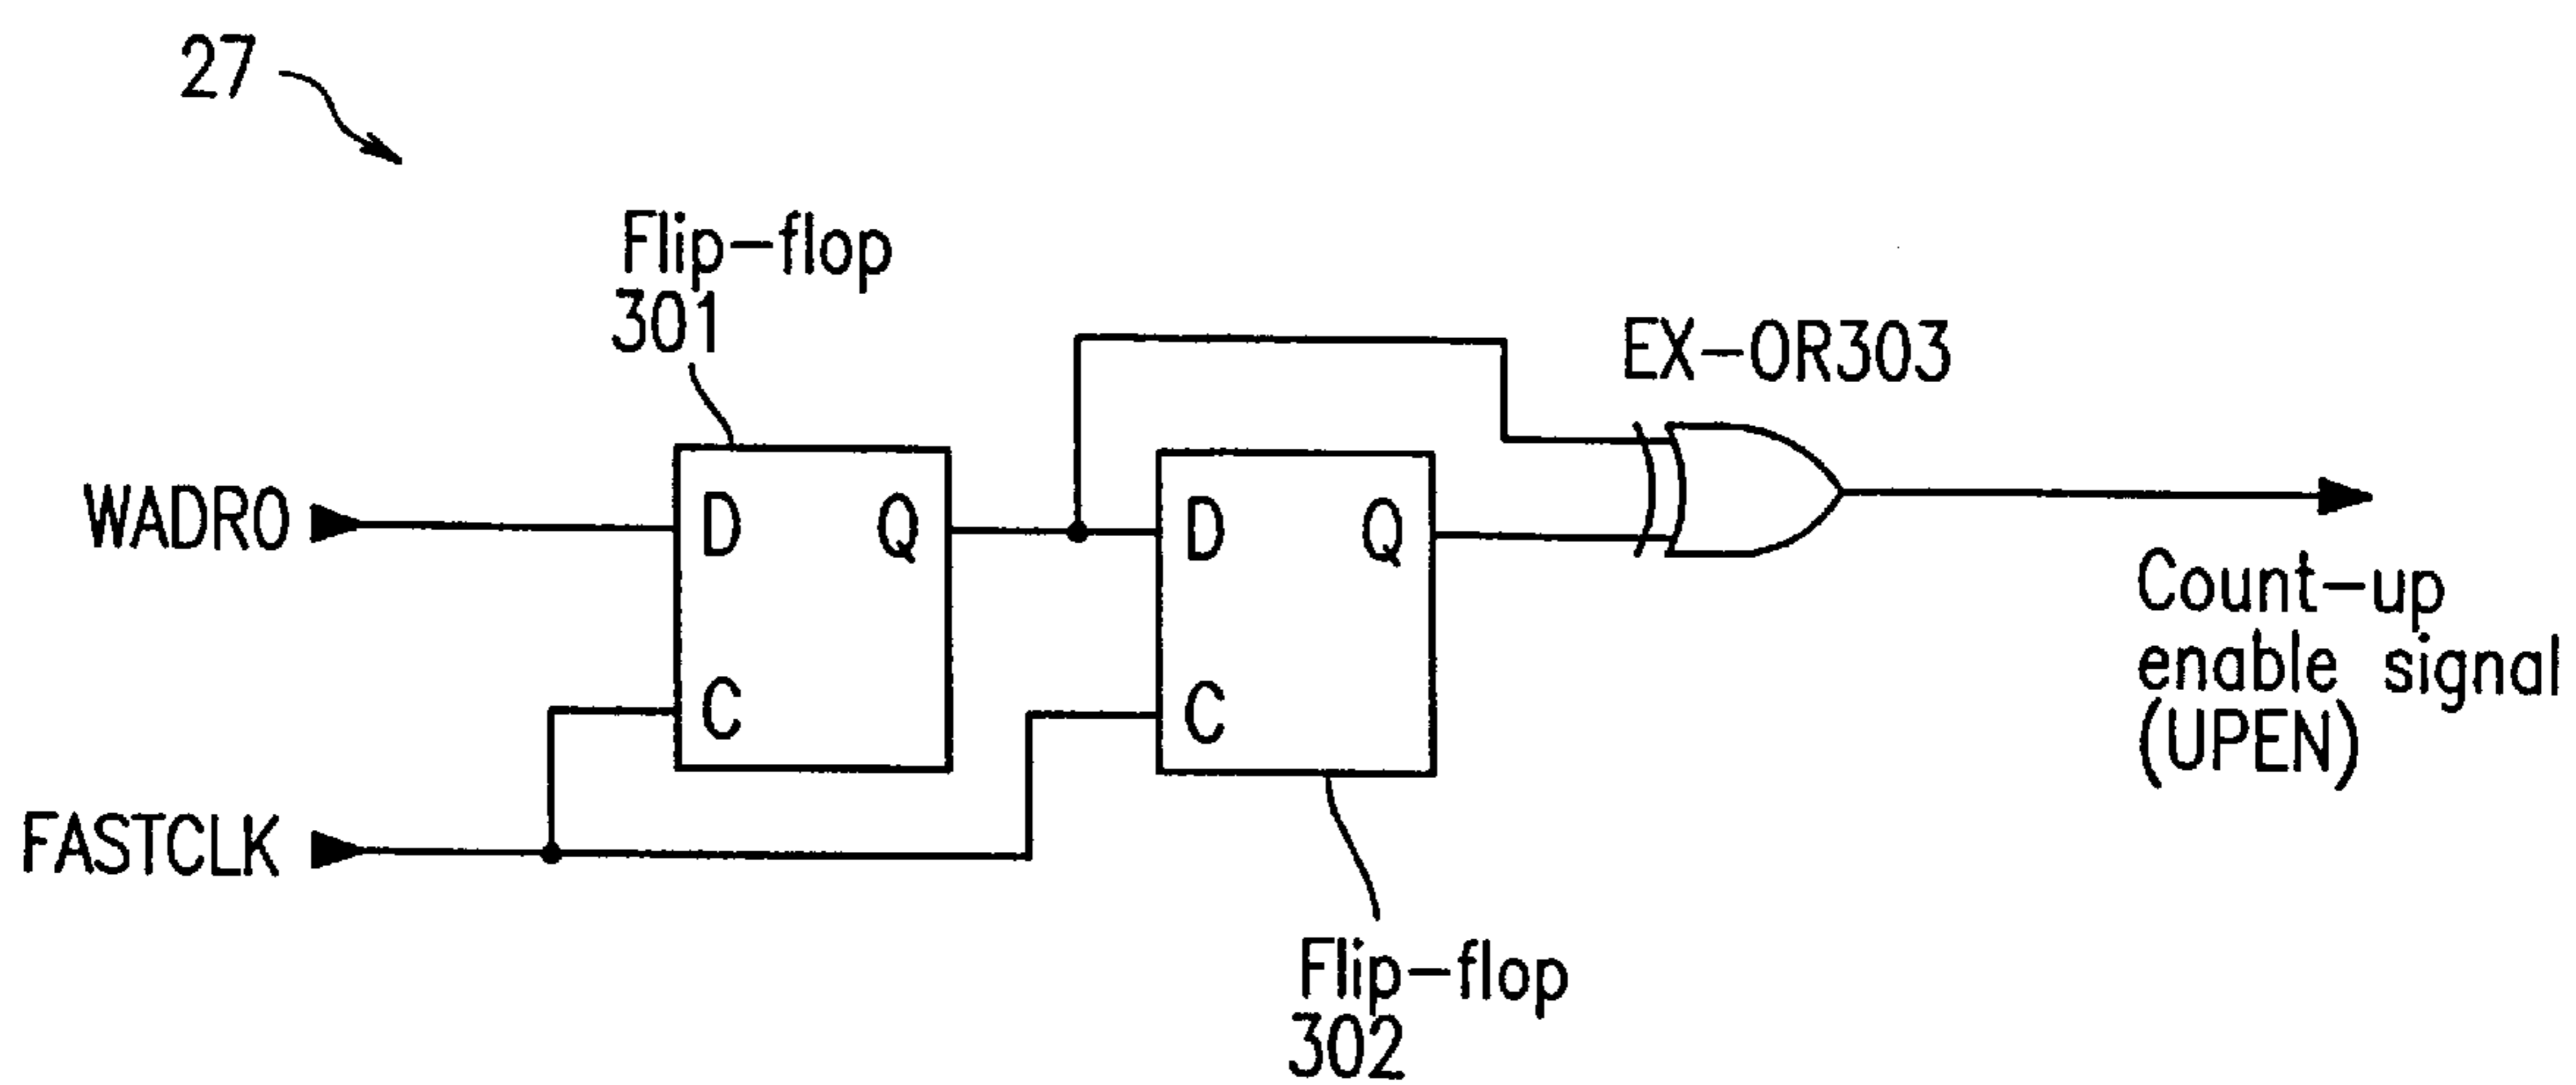 27
Flip-flop
301
EX-OR303
WADR0
D
Q
D
Q
C
C
FASTCLK
Count-up
enable signal
(UPEN)
Flip-flop
302